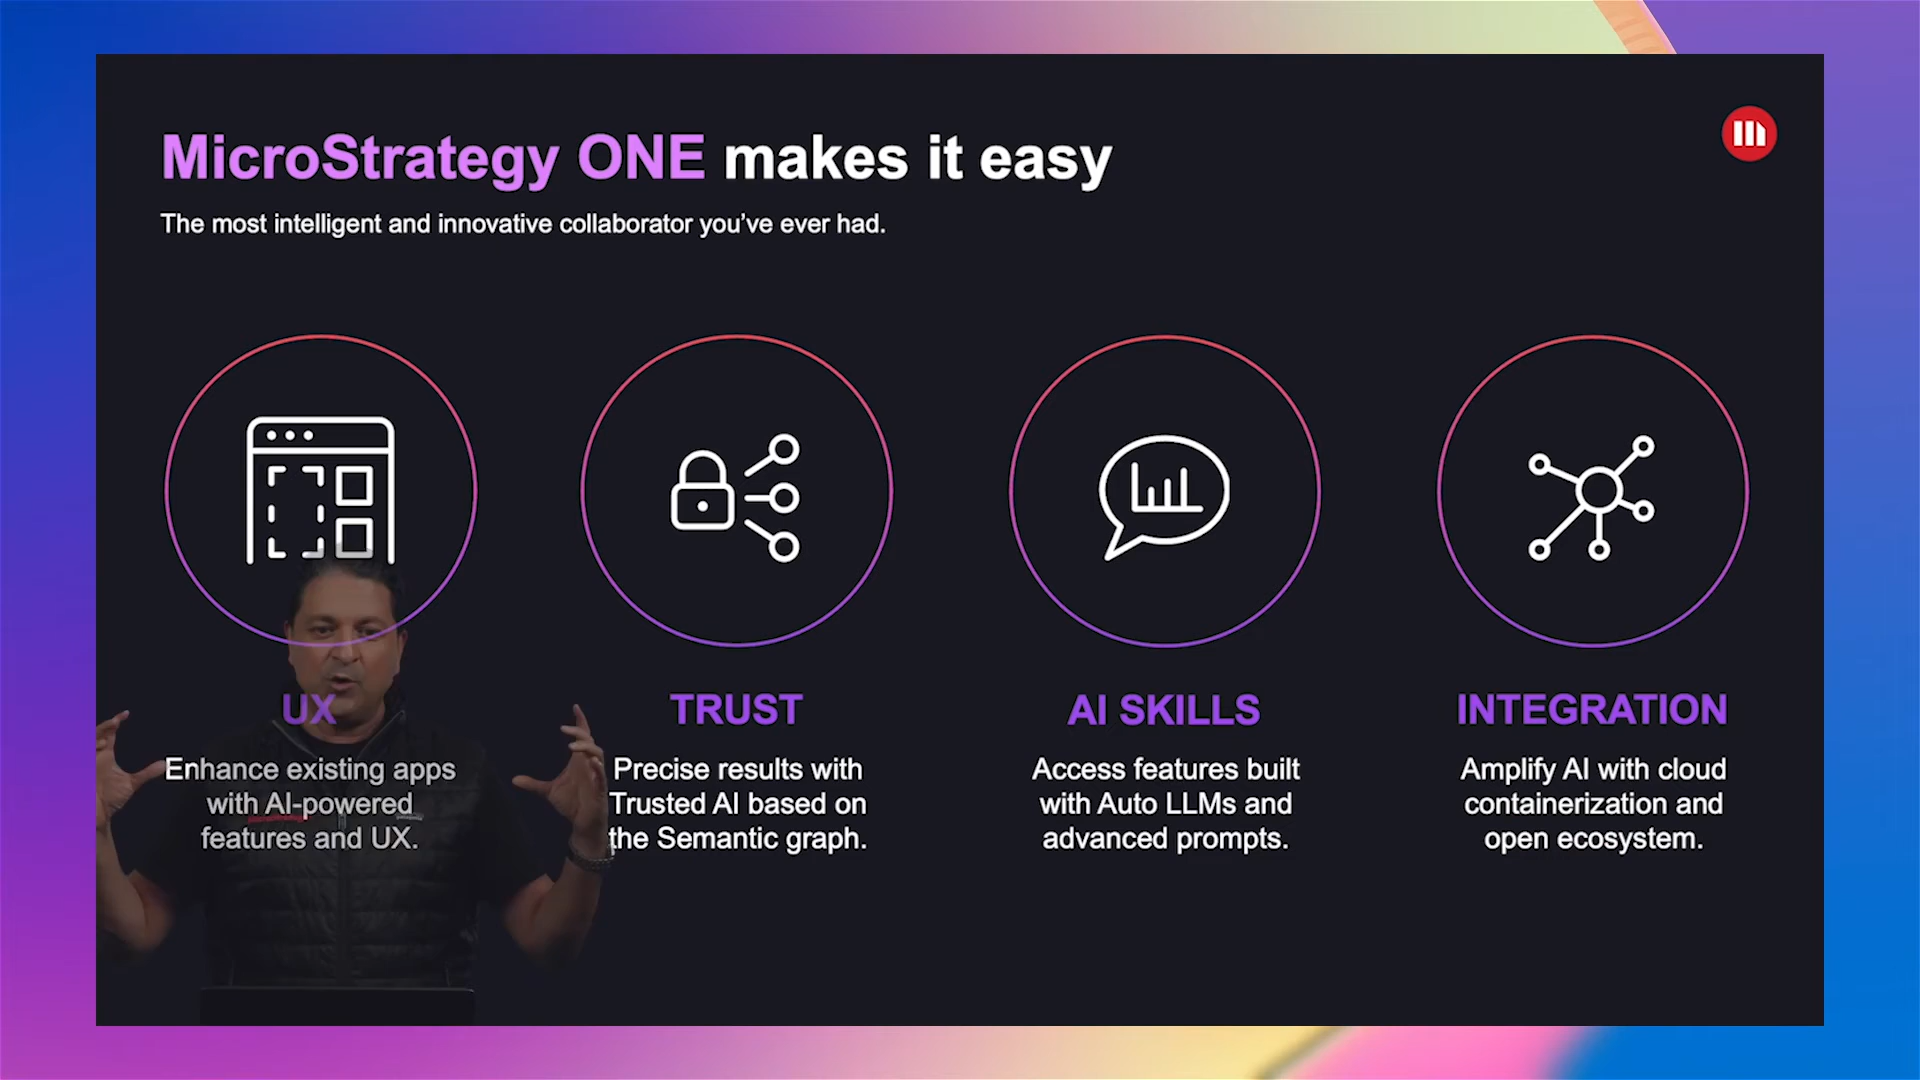 MicroStrategy ONE makes it easy
The most intelligent and innovative collaborator you’ve ever had.
UX
Enhance existing apps
with AI-powered
features and UX.
TRUST
Precise results with
Trusted AI based on
the Semantic graph.
AI SKILLS
Access features built
with Auto LLMs and
advanced prompts.
INTEGRATION
Amplify AI with cloud
containerization and
open ecosystem.